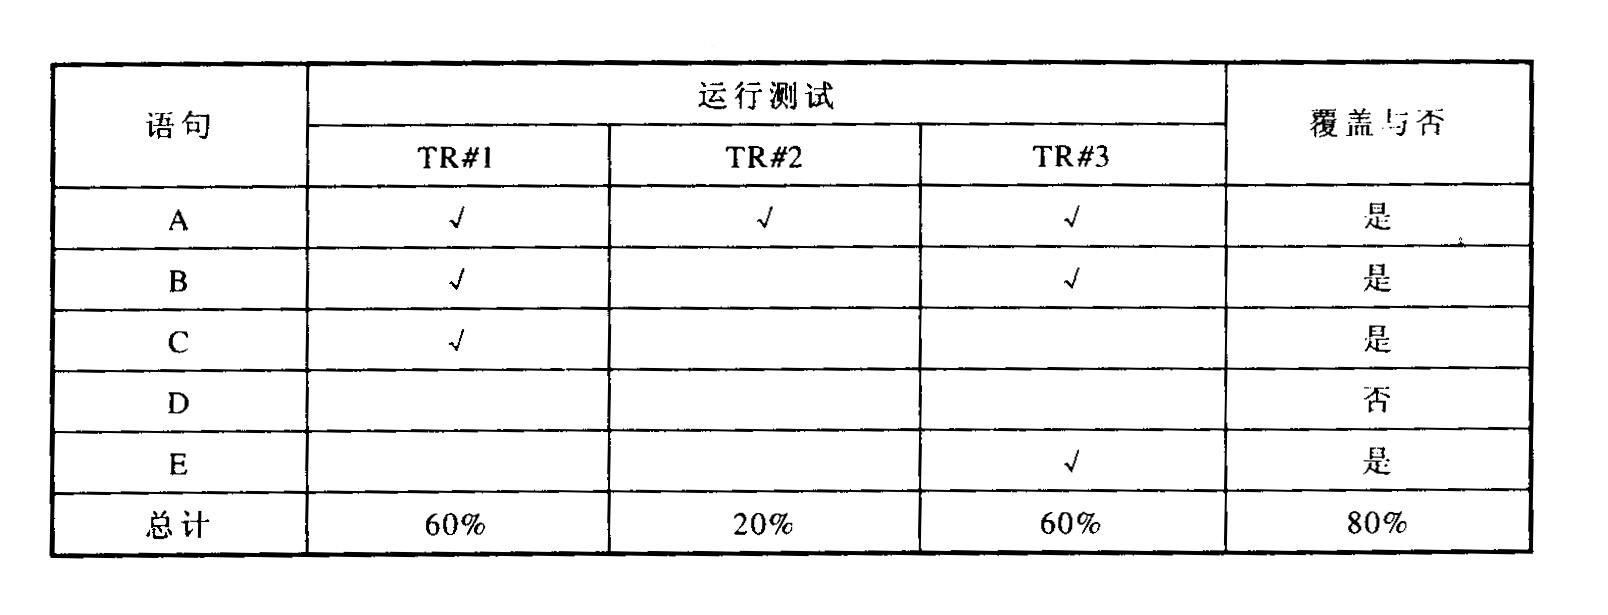 语句 运行测试 覆盖与否
TR#1 TR#2 TR#3
A √ √ √ 是
B √ √ 是
C √ 是
D 否
E √ 是
总计 60% 20% 60% 80%